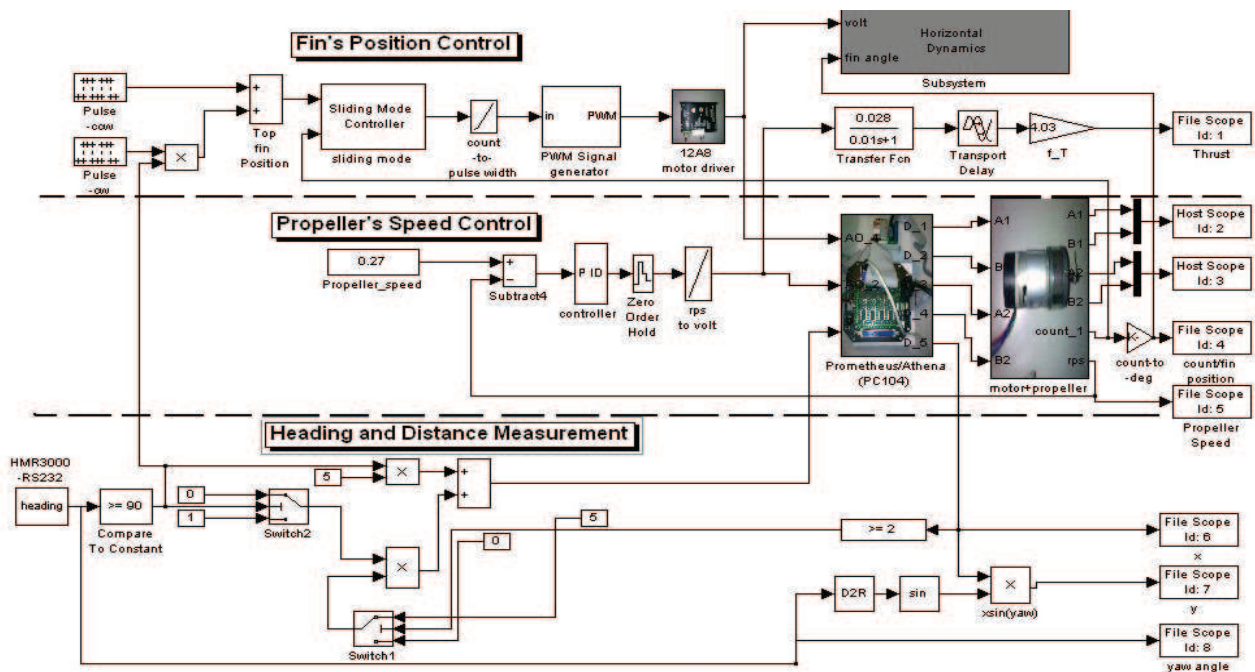 Fin's Position Control
volt
Horizontal
Dynamics
fin angle
Subsystem
Pulse
-ccw
Pulse
-cw
×
+
+
Top
fin
Position
Sliding Mode
Controller
sliding mode
count
-to-
pulse width
in
PWM
PWM Signal
generator
12A8
motor driver
0.028
0.01s+1
Transfer Fcn
Transport
Delay
4.03
f_T
File Scope
Id: 1
Thrust
Propeller's Speed Control
0.27
Propeller_speed
+
−
Subtract4
PID
controller
Zero
Order
Hold
rps
to volt
AO_4
D_1
D_2
D_5
Prometheus/Athena
(PC104)
A1
B1
A2
B2
A1
B1
A2
B2
count_1
rps
motor+propeller
K-
count-to
-deg
Host Scope
Id: 2
Host Scope
Id: 3
File Scope
Id: 4
count/fin
position
File Scope
Id: 5
Propeller
Speed
Heading and Distance Measurement
HMR3000
-RS232
heading
>= 90
Compare
To Constant
0
1
Switch2
5
×
+
+
×
5
0
Switch1
>= 2
D2R
sin
×
xsin(yaw)
File Scope
Id: 6
x
File Scope
Id: 7
y
File Scope
Id: 8
yaw angle